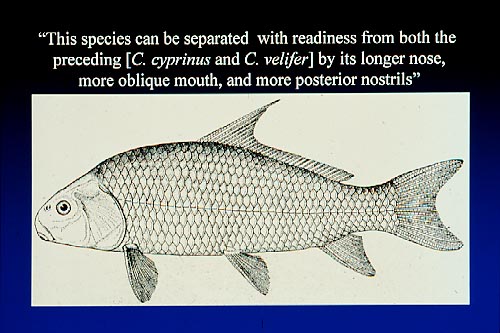 “This species can be separated  with readiness from both the
preceding [C. cyprinus and C. velifer] by its longer nose,
more oblique mouth, and more posterior nostrils”